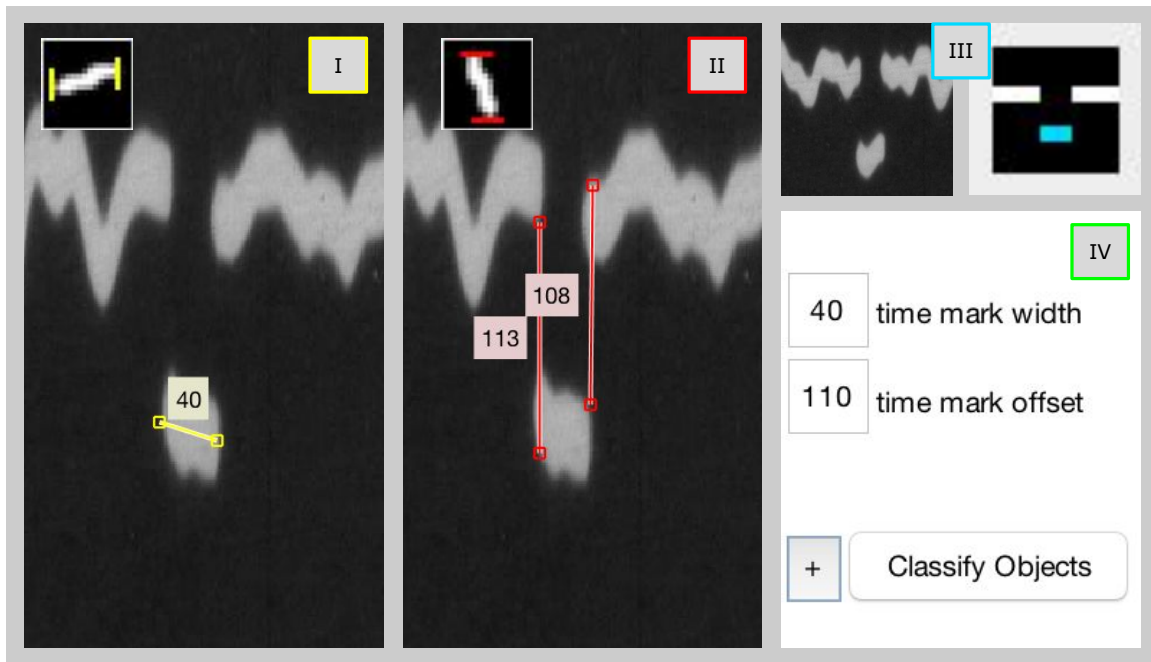 I
II
III
IV
40
108
113
40 time mark width
110 time mark offset
+ Classify Objects